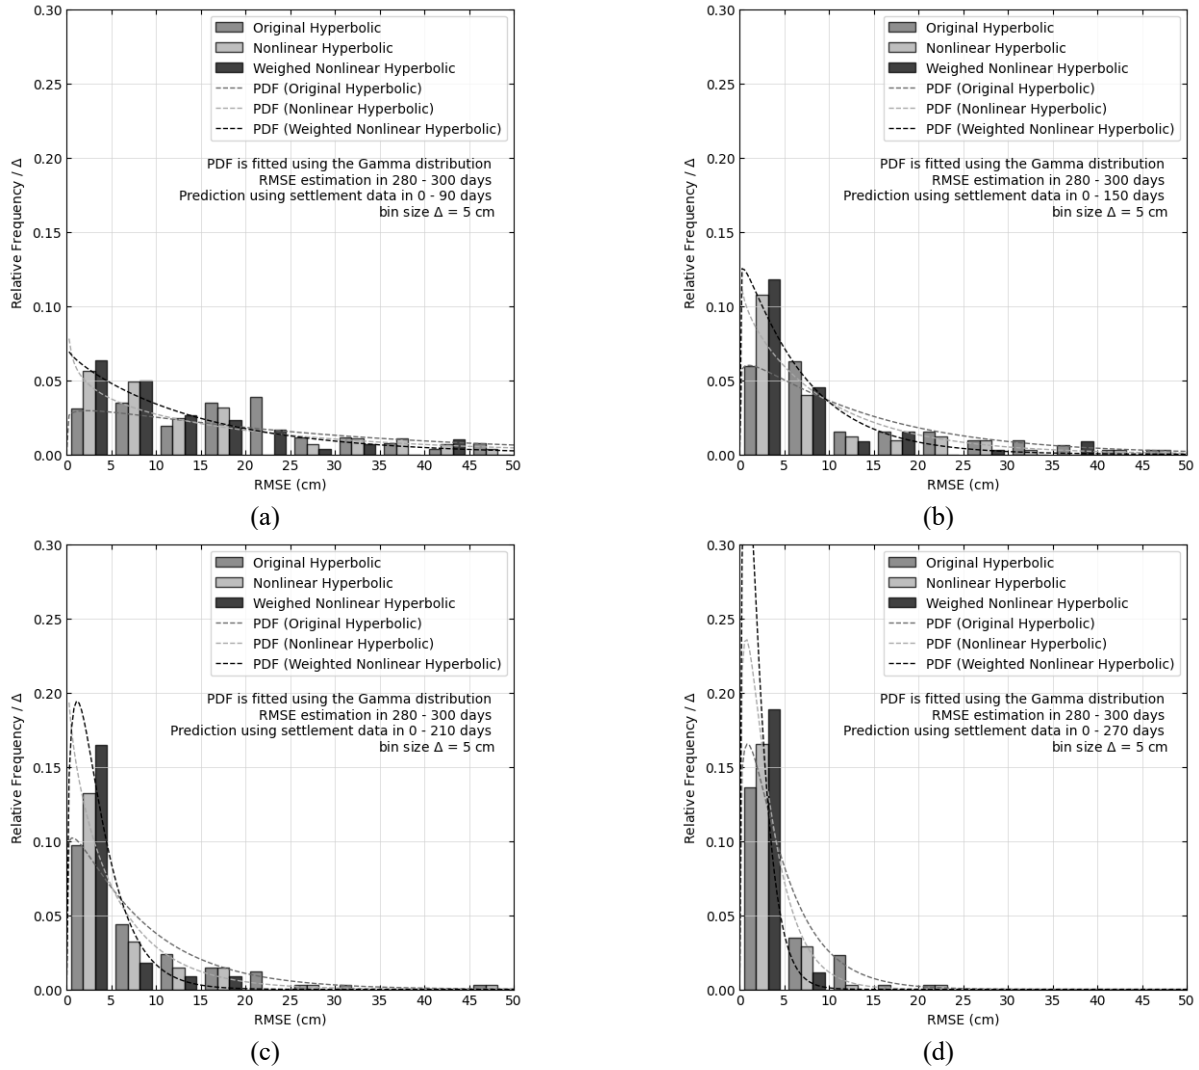 0.30
0.25
0.20
0.15
0.10
0.05
0.00
Relative Frequency / Δ
Original Hyperbolic
Nonlinear Hyperbolic
Weighed Nonlinear Hyperbolic
PDF (Original Hyperbolic)
PDF (Nonlinear Hyperbolic)
PDF (Weighted Nonlinear Hyperbolic)
PDF is fitted using the Gamma distribution
RMSE estimation in 280 - 300 days
Prediction using settlement data in 0 - 90 days
bin size Δ = 5 cm
0 5 10 15 20 25 30 35 40 45 50
RMSE (cm)
(a)
0.30
0.25
0.20
0.15
0.10
0.05
0.00
Relative Frequency / Δ
Original Hyperbolic
Nonlinear Hyperbolic
Weighed Nonlinear Hyperbolic
PDF (Original Hyperbolic)
PDF (Nonlinear Hyperbolic)
PDF (Weighted Nonlinear Hyperbolic)
PDF is fitted using the Gamma distribution
RMSE estimation in 280 - 300 days
Prediction using settlement data in 0 - 150 days
bin size Δ = 5 cm
0 5 10 15 20 25 30 35 40 45 50
RMSE (cm)
(b)
0.30
0.25
0.20
0.15
0.10
0.05
0.00
Relative Frequency / Δ
Original Hyperbolic
Nonlinear Hyperbolic
Weighed Nonlinear Hyperbolic
PDF (Original Hyperbolic)
PDF (Nonlinear Hyperbolic)
PDF (Weighted Nonlinear Hyperbolic)
PDF is fitted using the Gamma distribution
RMSE estimation in 280 - 300 days
Prediction using settlement data in 0 - 210 days
bin size Δ = 5 cm
0 5 10 15 20 25 30 35 40 45 50
RMSE (cm)
(c)
0.30
0.25
0.20
0.15
0.10
0.05
0.00
Relative Frequency / Δ
Original Hyperbolic
Nonlinear Hyperbolic
Weighed Nonlinear Hyperbolic
PDF (Original Hyperbolic)
PDF (Nonlinear Hyperbolic)
PDF (Weighted Nonlinear Hyperbolic)
PDF is fitted using the Gamma distribution
RMSE estimation in 280 - 300 days
Prediction using settlement data in 0 - 270 days
bin size Δ = 5 cm
0 5 10 15 20 25 30 35 40 45 50
RMSE (cm)
(d)